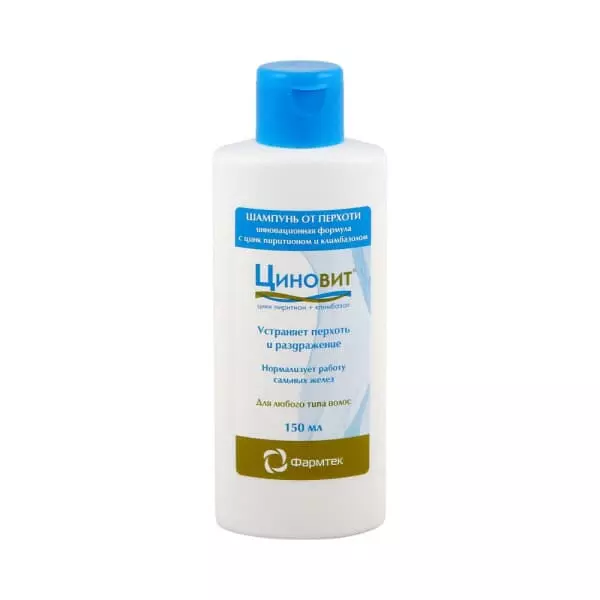 ШАМПУНЬ ОТ ПЕРХОТИ
инновационная формула
с цинк пиритионом и климбазолом
ЦИНОВИТ®
цинк пиритион + климбазол
Устраняет перхоть
и раздражение
Нормализует работу
сальных желез
Для любого типа волос
150 мл
Фармтек